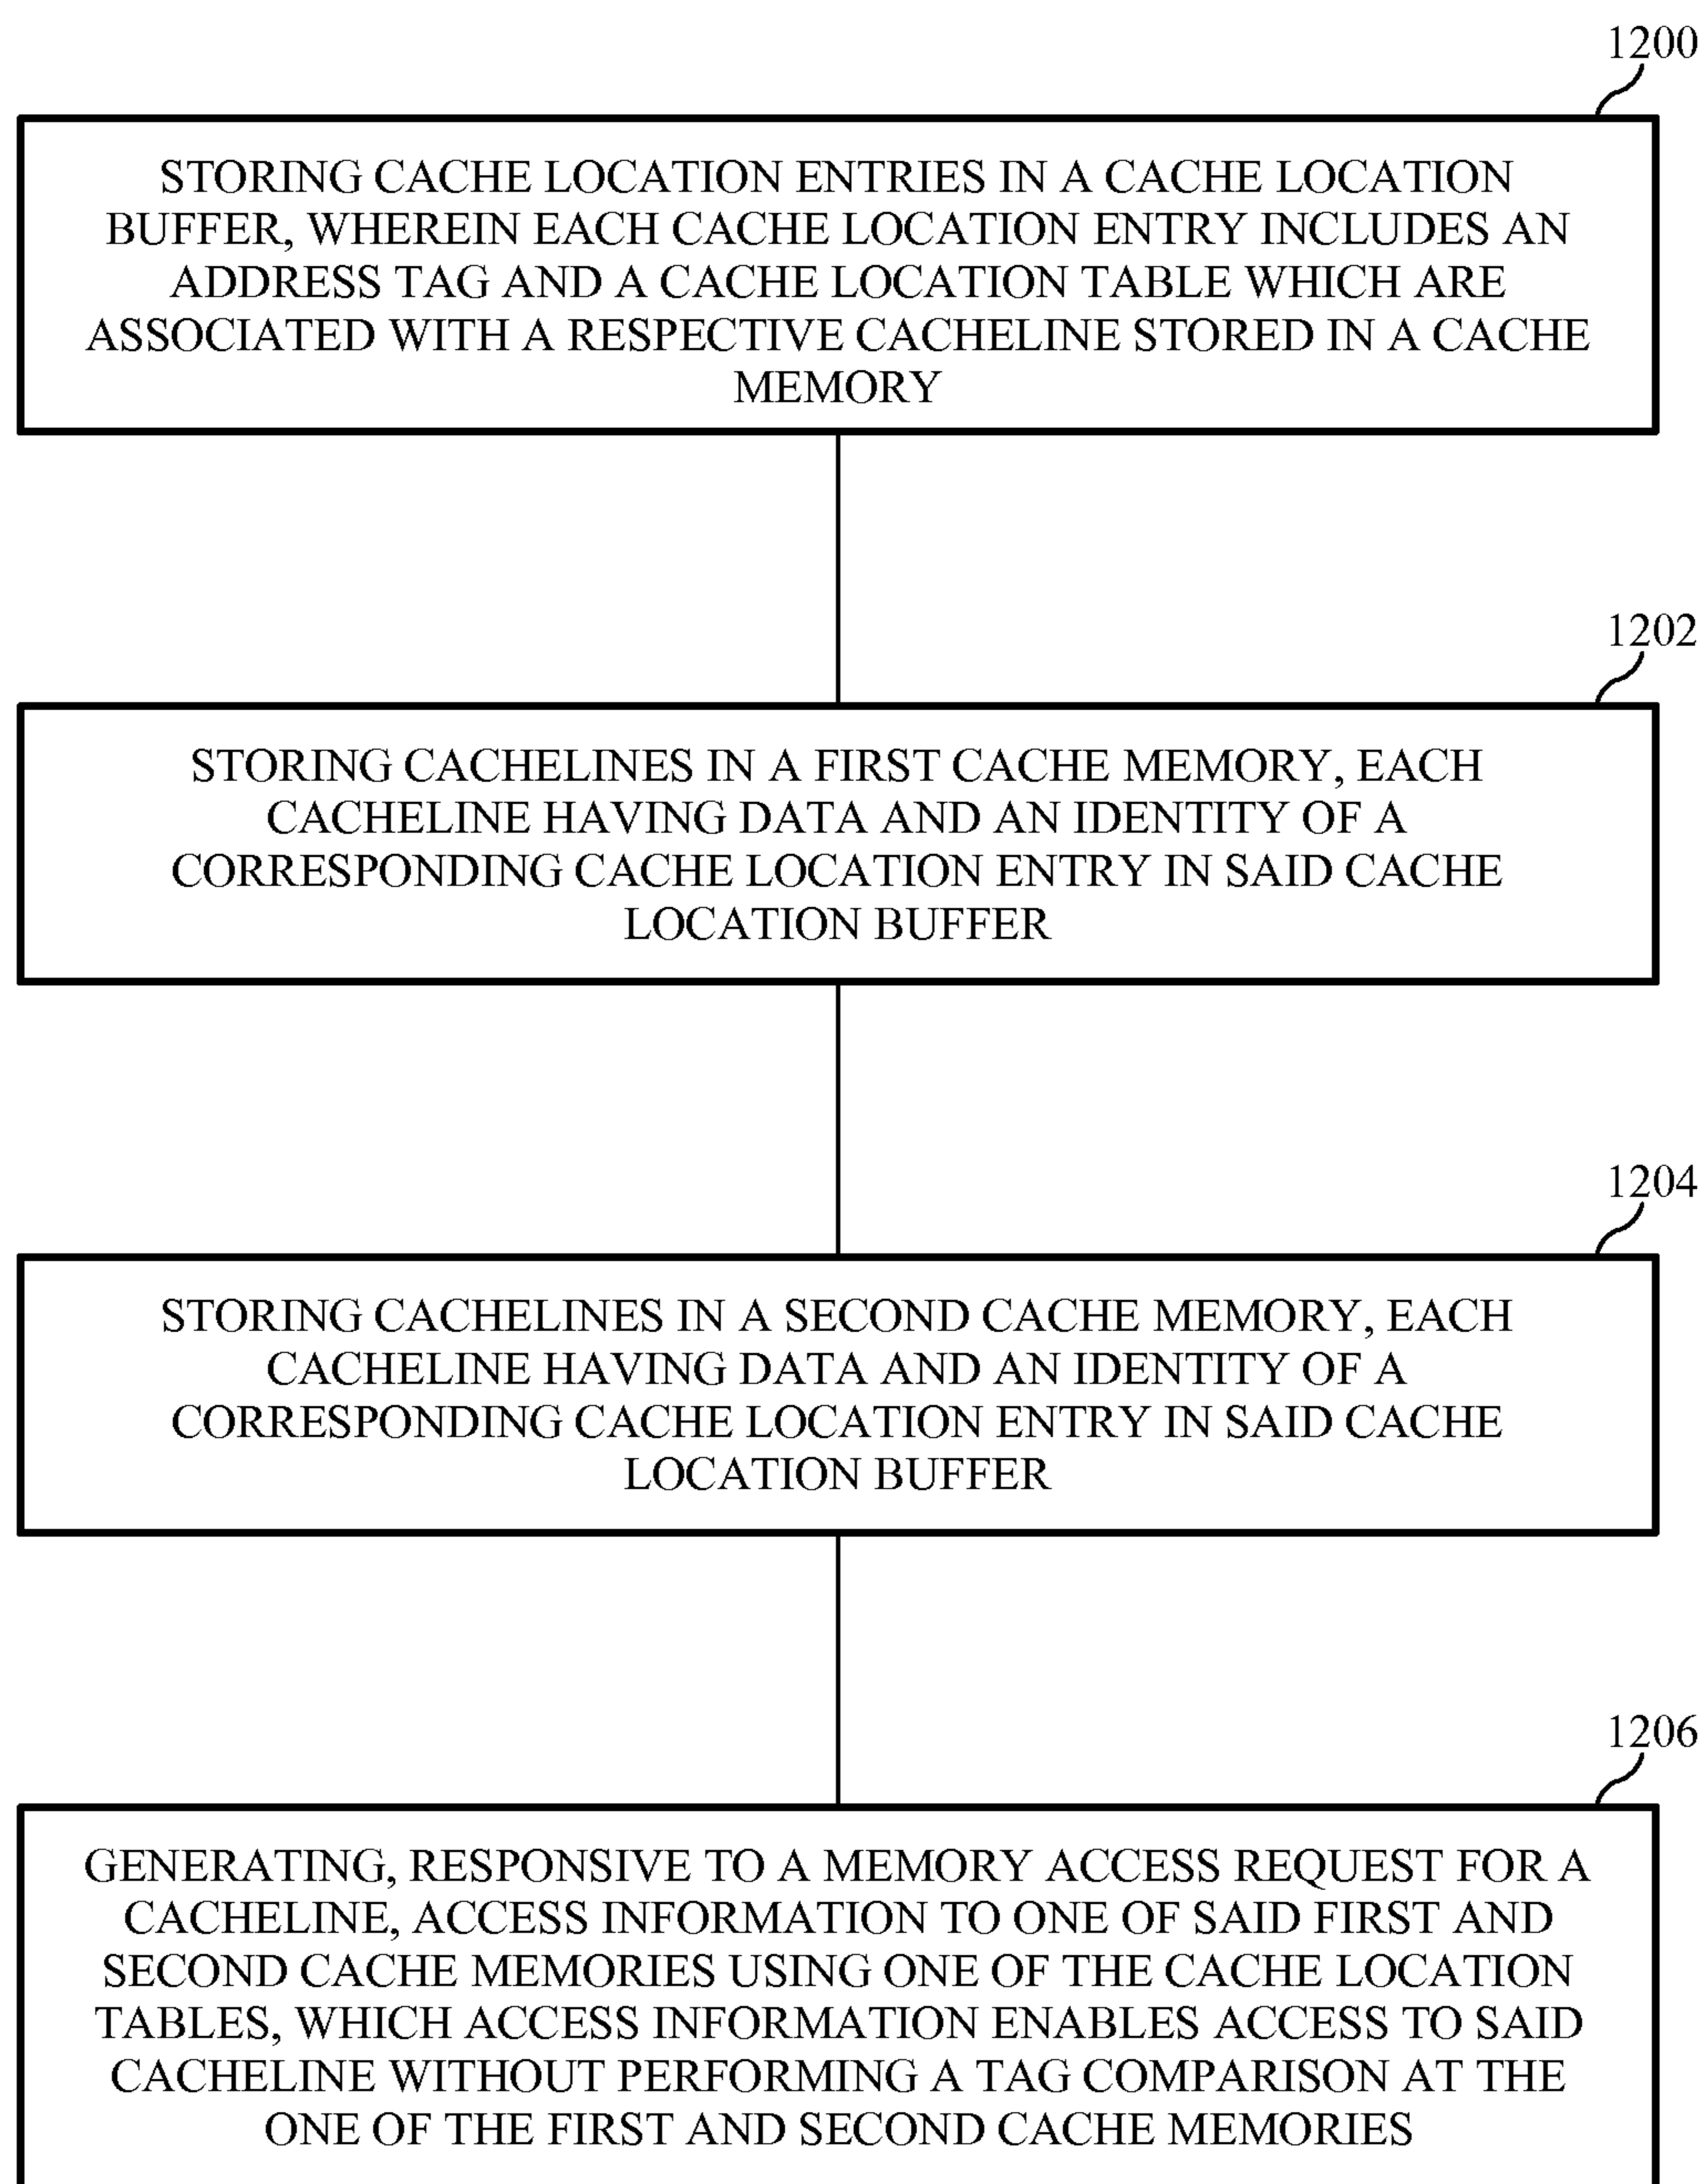 1200
STORING CACHE LOCATION ENTRIES IN A CACHE LOCATION
BUFFER, WHEREIN EACH CACHE LOCATION ENTRY INCLUDES AN
ADDRESS TAG AND A CACHE LOCATION TABLE WHICH ARE
ASSOCIATED WITH A RESPECTIVE CACHELINE STORED IN A CACHE
MEMORY
1202
STORING CACHELINES IN A FIRST CACHE MEMORY, EACH
CACHELINE HAVING DATA AND AN IDENTITY OF A
CORRESPONDING CACHE LOCATION ENTRY IN SAID CACHE
LOCATION BUFFER
1204
STORING CACHELINES IN A SECOND CACHE MEMORY, EACH
CACHELINE HAVING DATA AND AN IDENTITY OF A
CORRESPONDING CACHE LOCATION ENTRY IN SAID CACHE
LOCATION BUFFER
1206
GENERATING, RESPONSIVE TO A MEMORY ACCESS REQUEST FOR A
CACHELINE, ACCESS INFORMATION TO ONE OF SAID FIRST AND
SECOND CACHE MEMORIES USING ONE OF THE CACHE LOCATION
TABLES, WHICH ACCESS INFORMATION ENABLES ACCESS TO SAID
CACHELINE WITHOUT PERFORMING A TAG COMPARISON AT THE
ONE OF THE FIRST AND SECOND CACHE MEMORIES